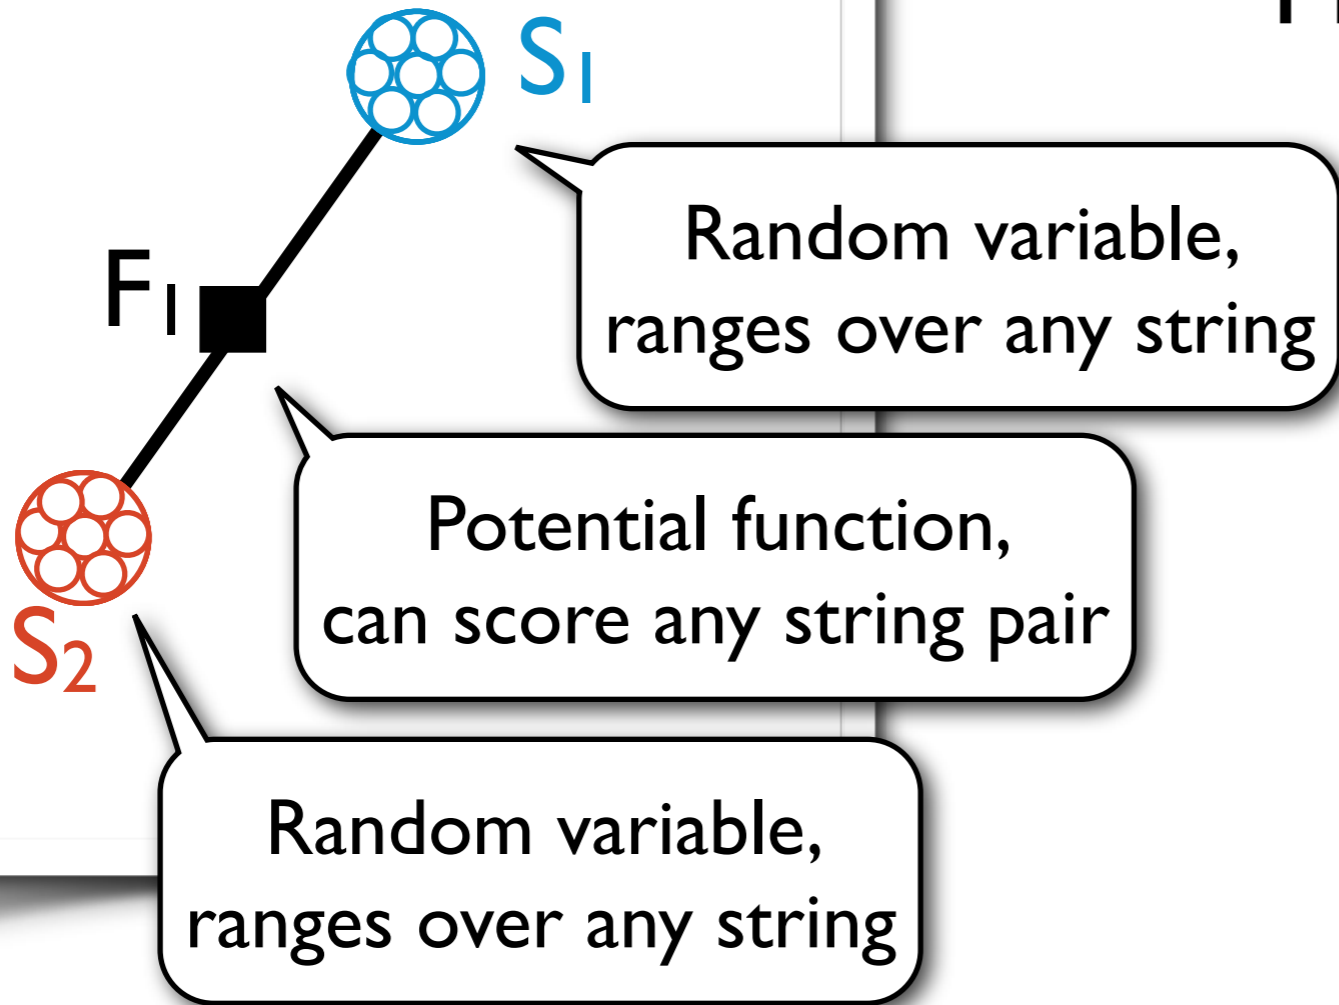 S1
Random variable,
ranges over any string
F1
Potential function,
can score any string pair
S2
Random variable,
ranges over any string